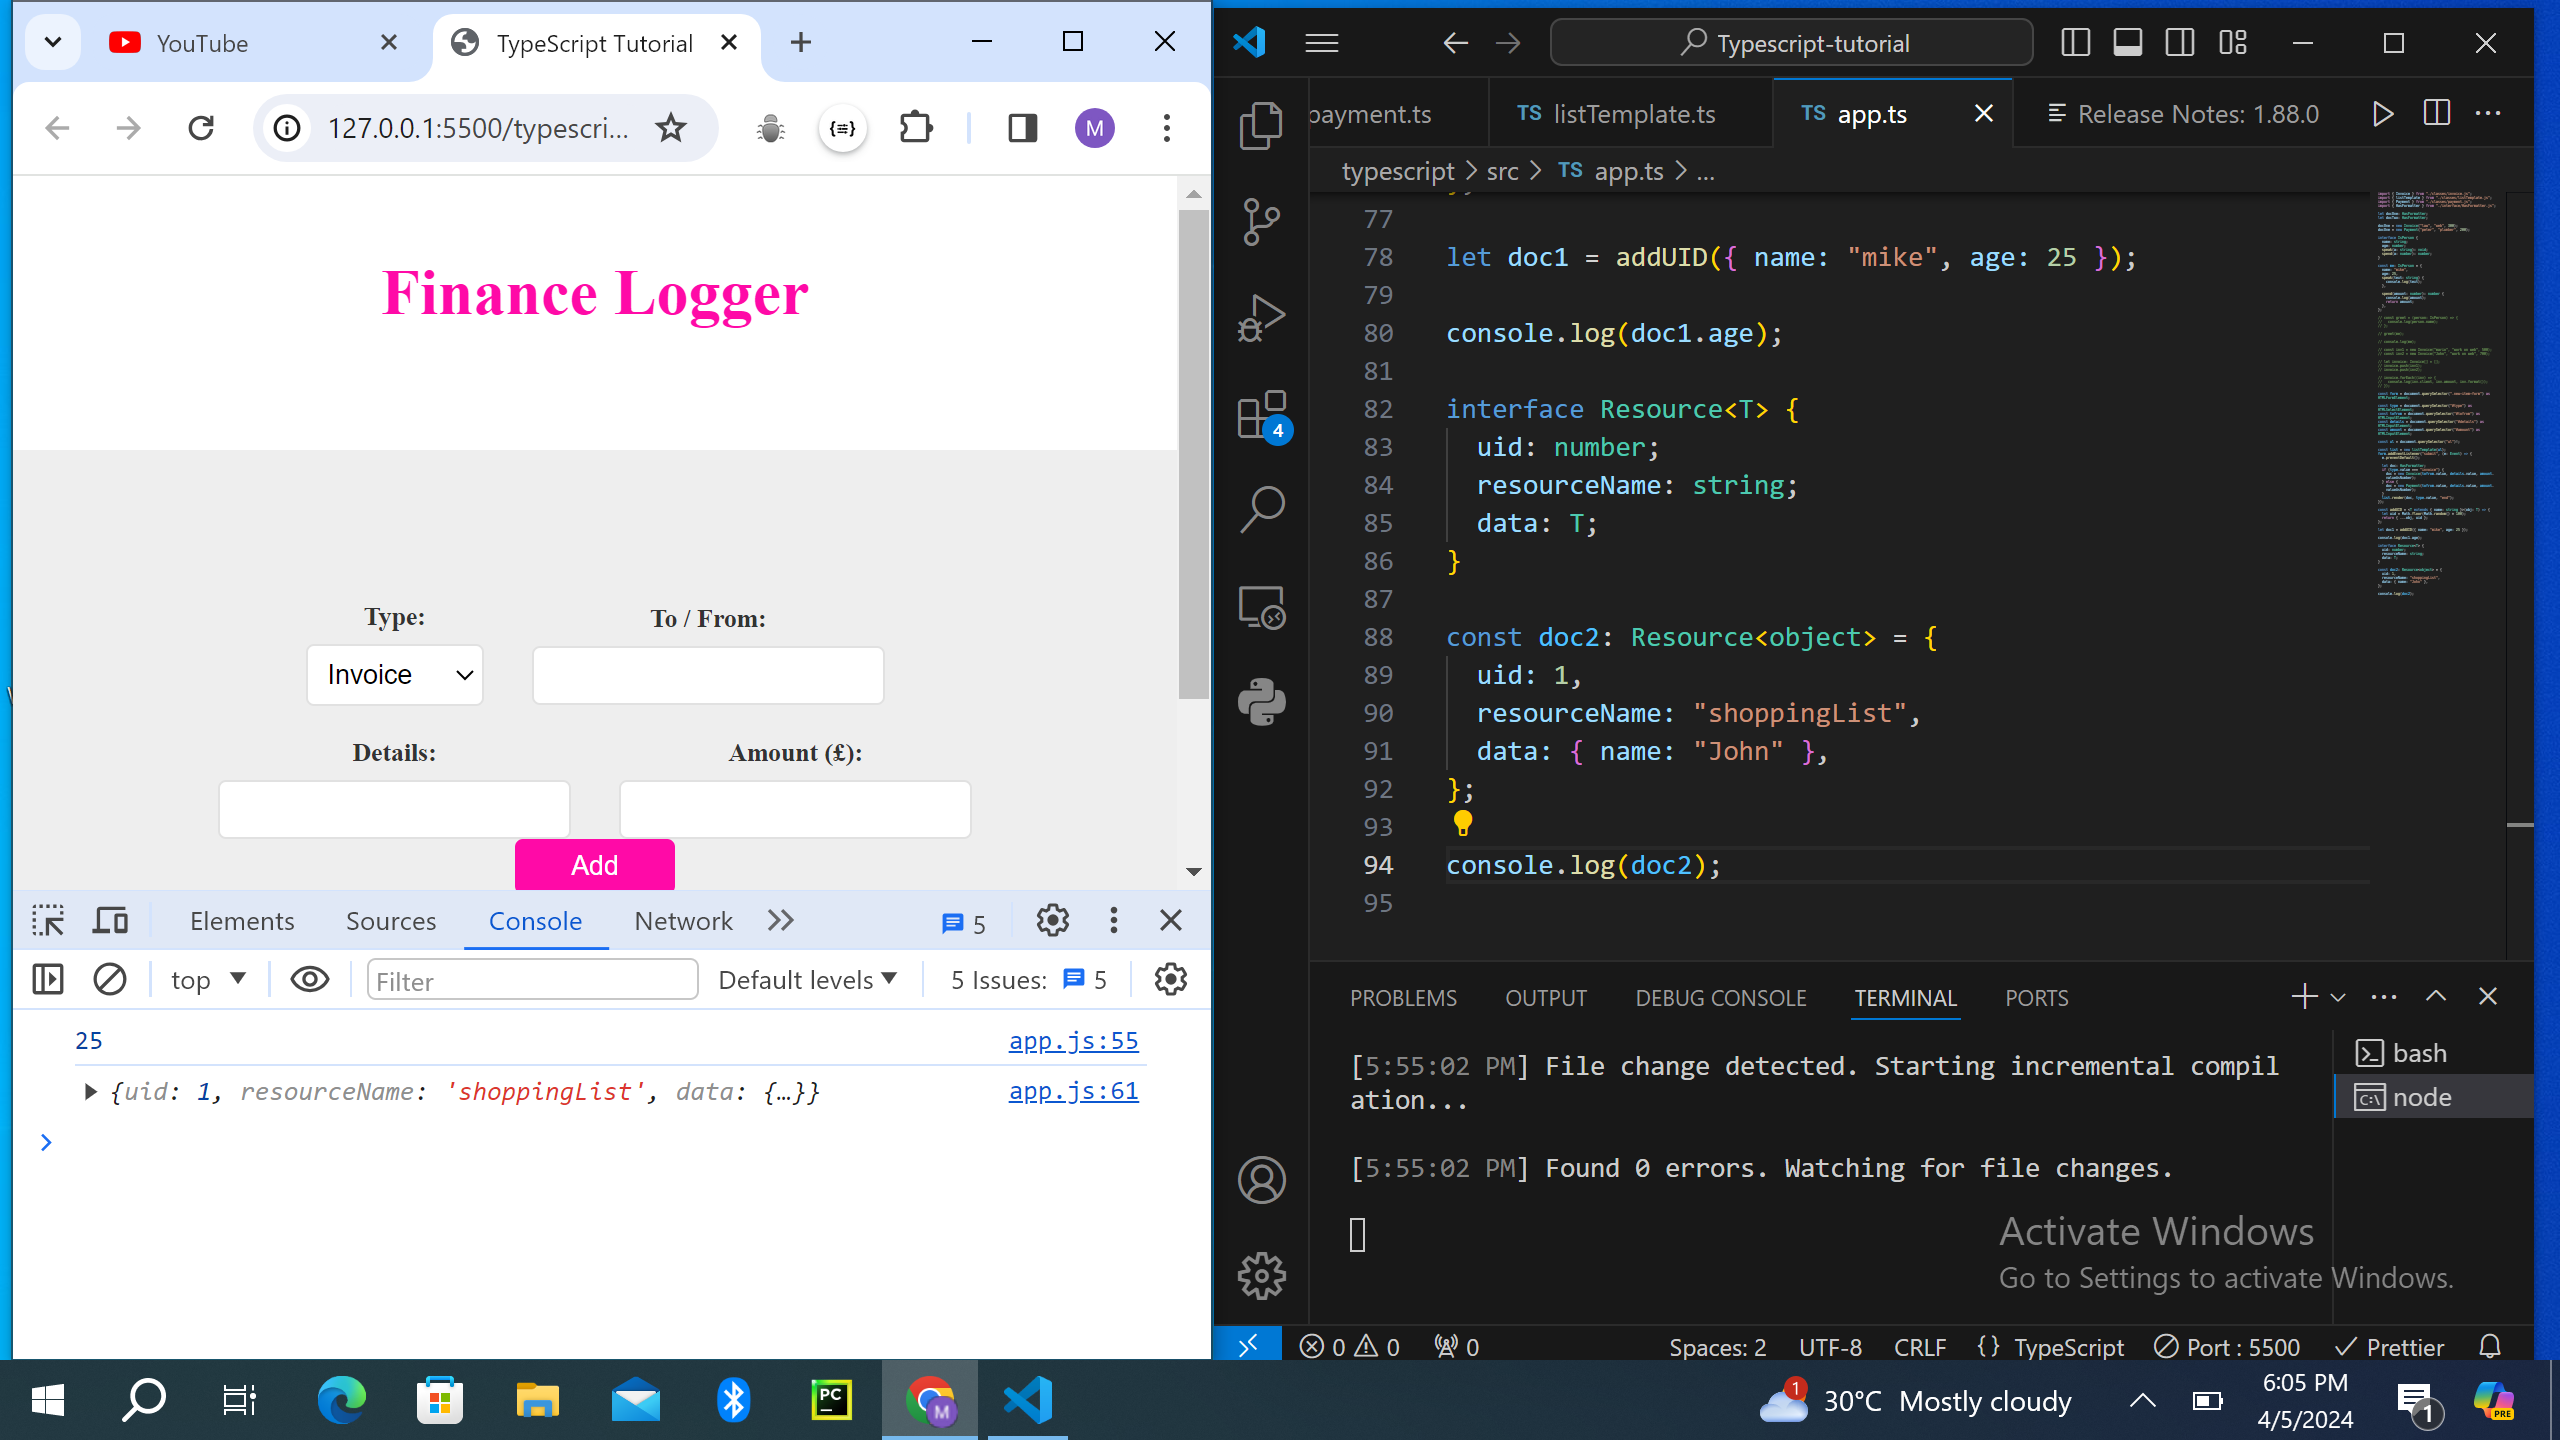 YouTube
TypeScript Tutorial
127.0.0.1:5500/typescri...
M
Finance Logger
Type:
To / From:
Invoice
Details:
Amount (£):
Add
Elements
Sources
Console
Network
5
top
Filter
Default levels
5 Issues:
5
25
app.js:55
{uid: 1, resourceName: 'shoppingList', data: {…}}
app.js:61
Typescript-tutorial
payment.ts
TS listTemplate.ts
TS app.ts
Release Notes: 1.88.0
typescript > src > TS app.ts > ...
77
78 let doc1 = addUID({ name: "mike", age: 25 });
79
80 console.log(doc1.age);
81
82 interface Resource<T> {
83 uid: number;
84 resourceName: string;
85 data: T;
86 }
87
88 const doc2: Resource<object> = {
89 uid: 1,
90 resourceName: "shoppingList",
91 data: { name: "John" },
92 };
93
94 console.log(doc2);
95
4
PROBLEMS
OUTPUT
DEBUG CONSOLE
TERMINAL
PORTS
[5:55:02 PM] File change detected. Starting incremental compil
ation...
[5:55:02 PM] Found 0 errors. Watching for file changes.
bash
node
Activate Windows
Go to Settings to activate Windows.
0 0
0
Spaces: 2
UTF-8
CRLF
{} TypeScript
Port : 5500
Prettier
PC
M
1
30°C Mostly cloudy
6:05 PM
4/5/2024
1
PRE